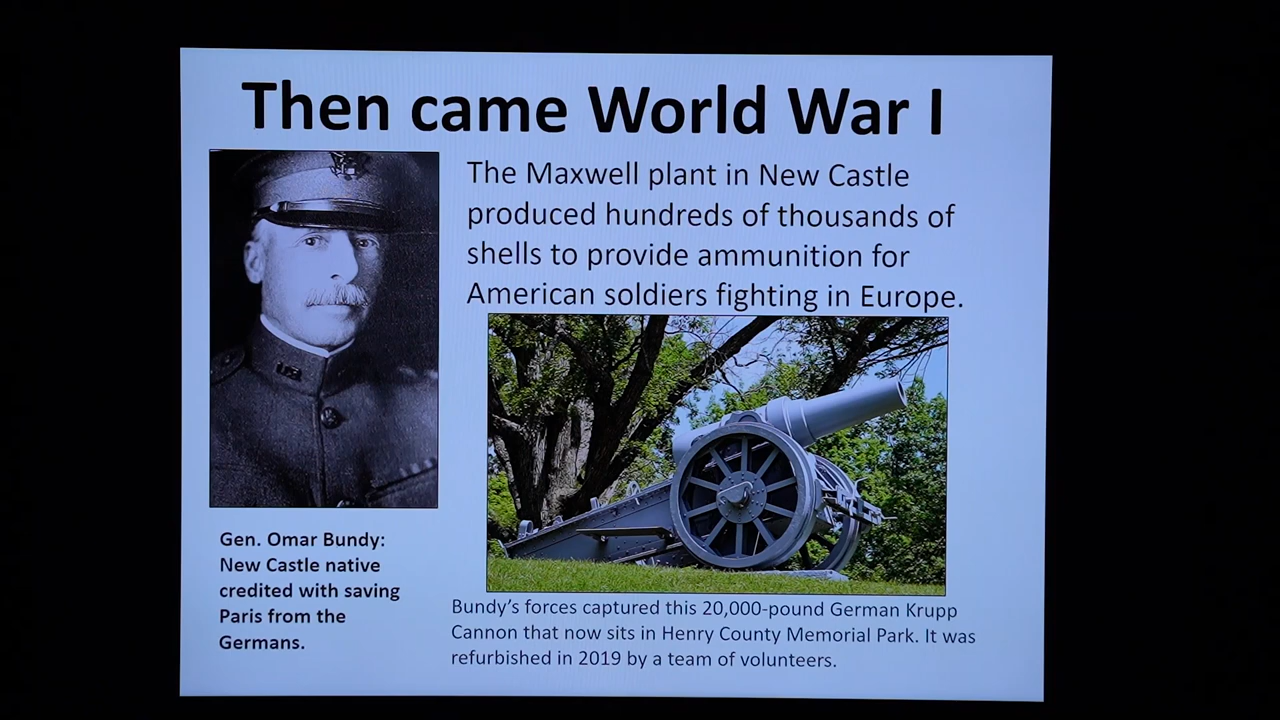 Then came World War I
The Maxwell plant in New Castle
produced hundreds of thousands of
shells to provide ammunition for
American soldiers fighting in Europe.
US
Gen. Omar Bundy:
New Castle native
credited with saving
Paris from the
Germans.
Bundy's forces captured this 20,000-pound German Krupp
Cannon that now sits in Henry County Memorial Park. It was
refurbished in 2019 by a team of volunteers.